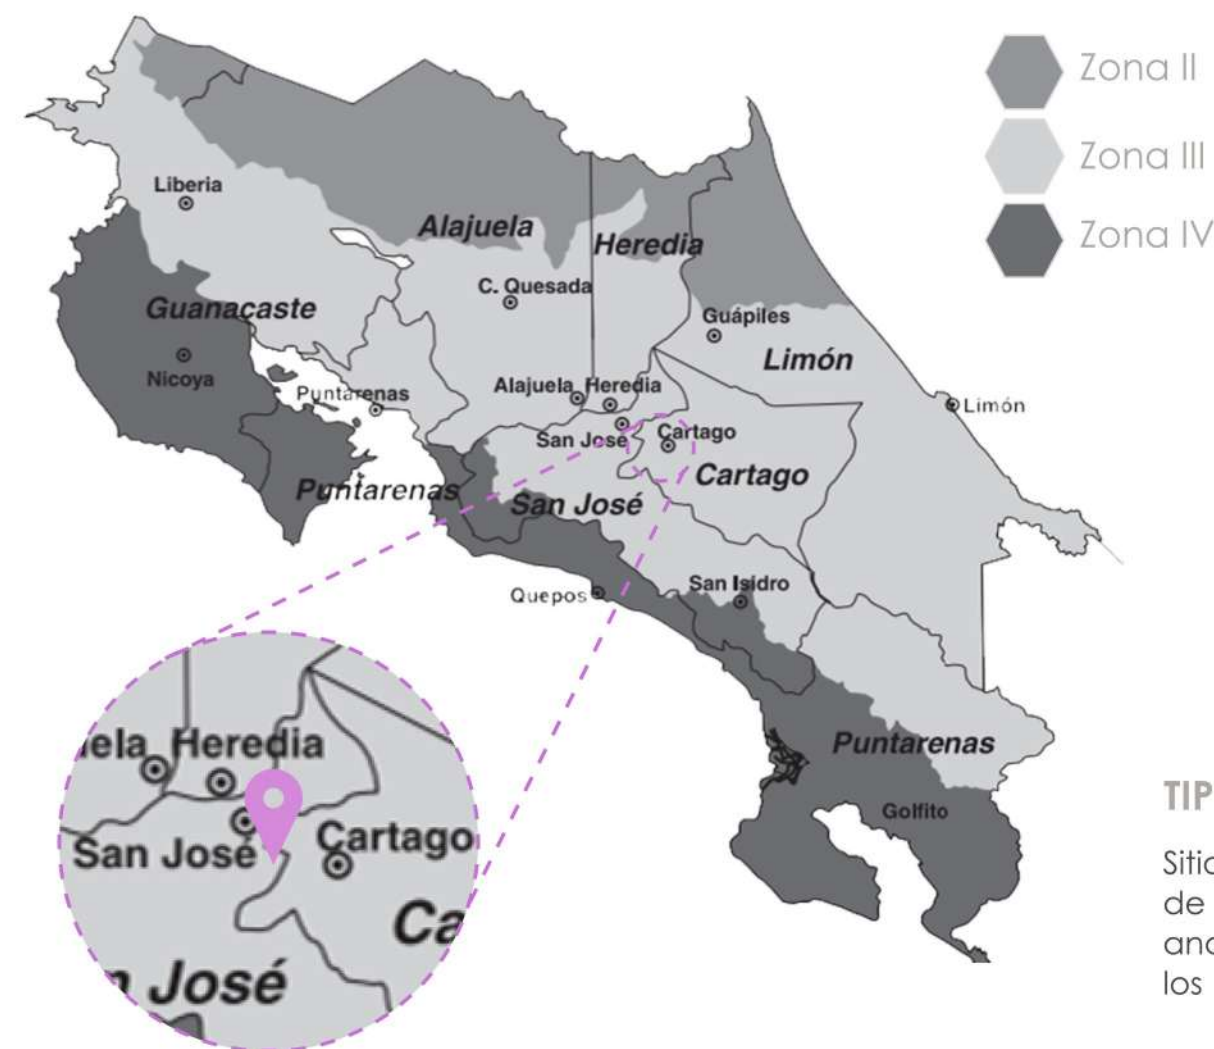 Zona II
Zona III
Zona IV
Liberia
Alajuela
Heredia
C. Quesada
Guanacaste
Guápiles
Limón
Nicoya
Puntarenas
Alajuela
Heredia
Limón
San José
Cartago
Cartago
Puntarenas
San José
San Isidro
Quepos
Puntarenas
Golfito
iela
Heredia
San José
Cartago
Ca
n José
TIP
Sitio
de
ana
los